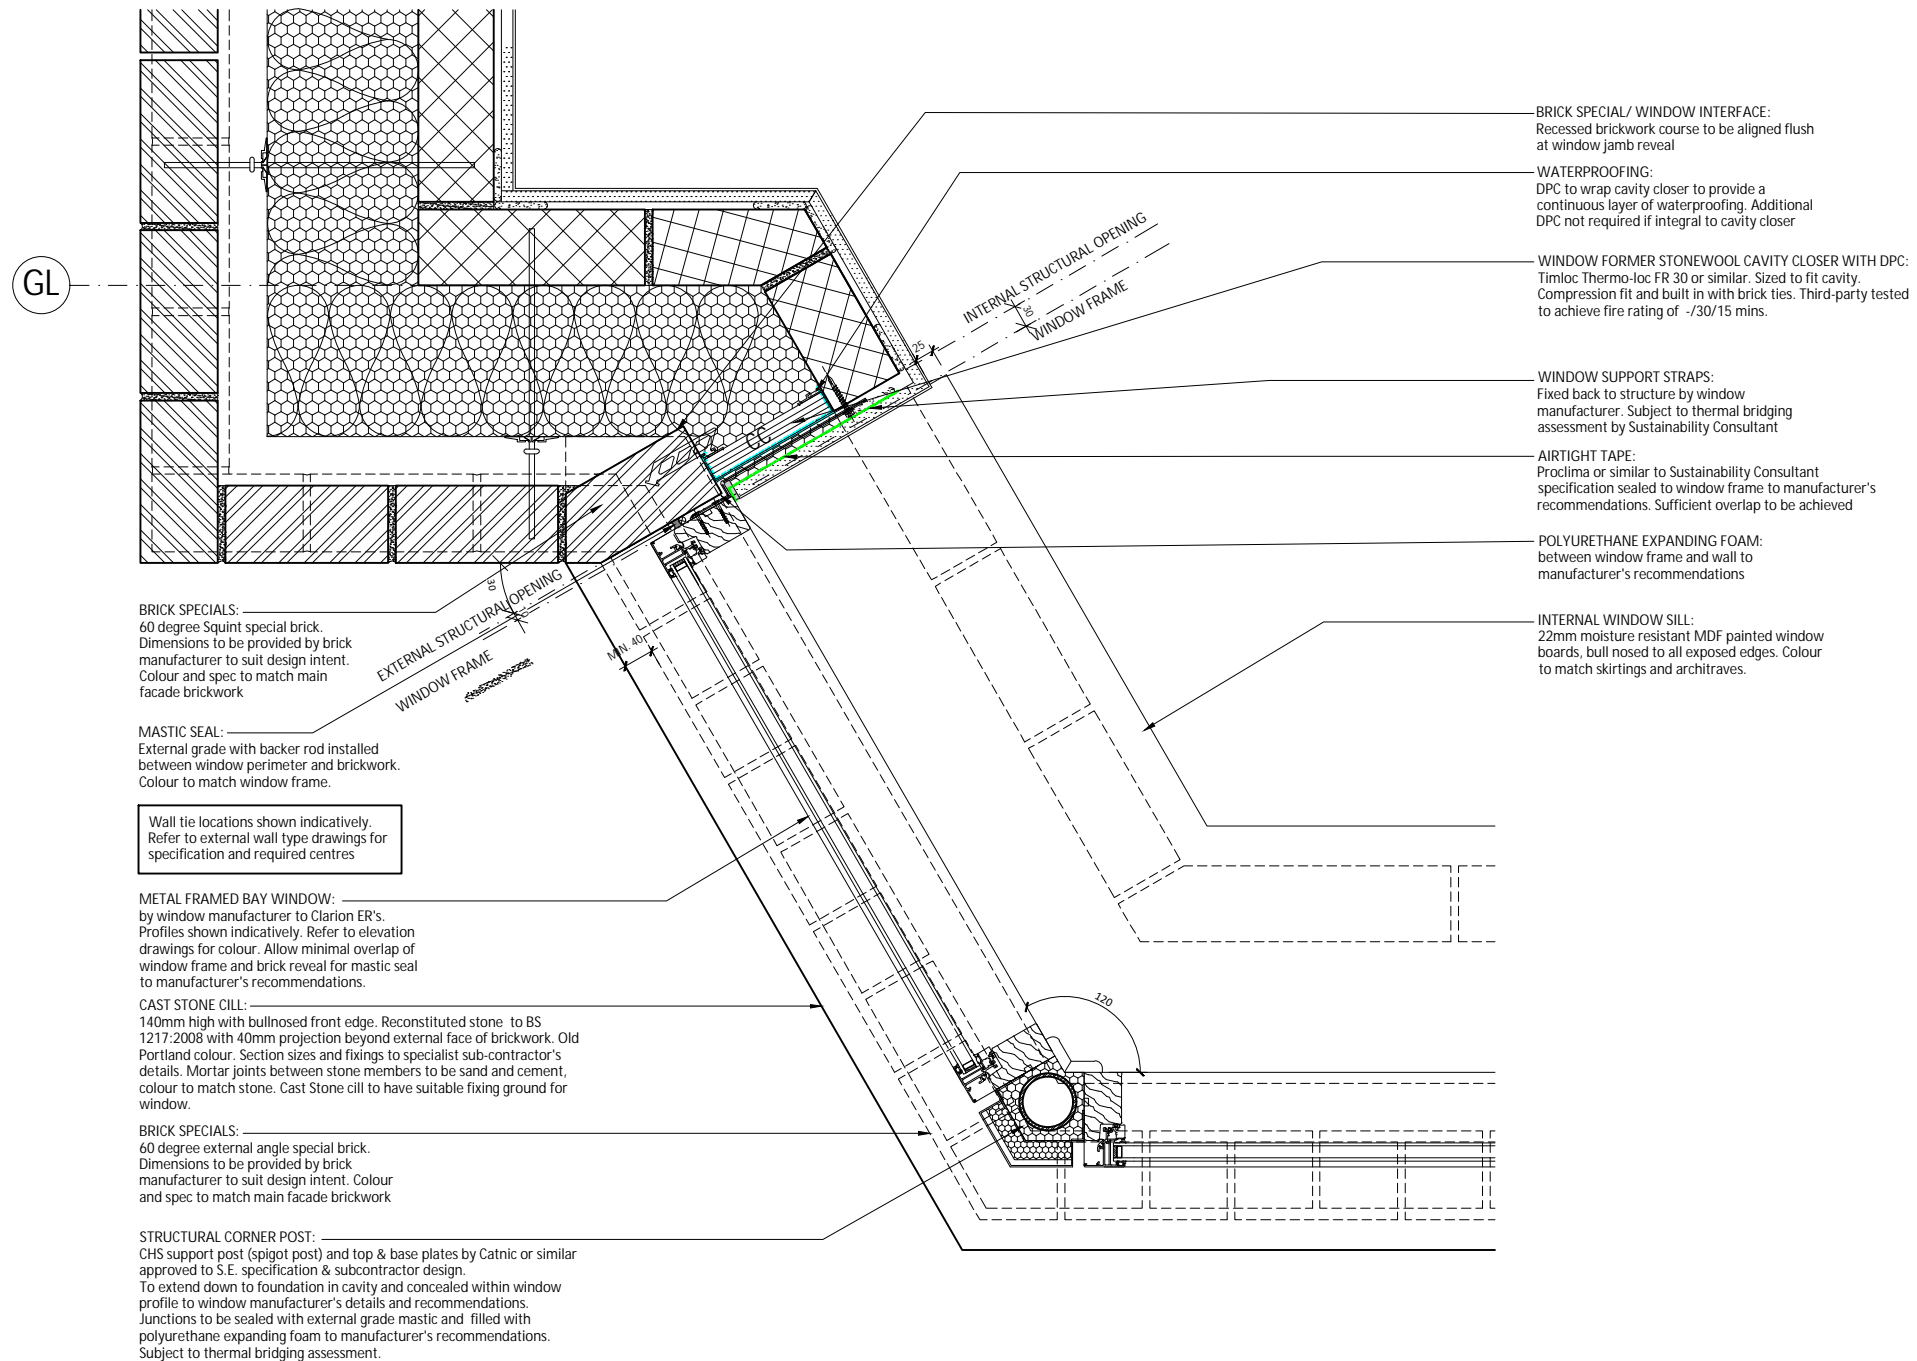 GL
BRICK SPECIAL/ WINDOW INTERFACE:
Recessed brickwork course to be aligned flush
at window jamb reveal
WATERPROOFING:
DPC to wrap cavity closer to provide a
continuous layer of waterproofing. Additional
DPC not required if integral to cavity closer
WINDOW FORMER STONEWOOL CAVITY CLOSER WITH DPC:
Timloc Thermo-loc FR 30 or similar. Sized to fit cavity.
Compression fit and built in with brick ties. Third-party tested
to achieve fire rating of -/30/15 mins.
WINDOW SUPPORT STRAPS:
Fixed back to structure by window
manufacturer. Subject to thermal bridging
assessment by Sustainability Consultant
AIRTIGHT TAPE:
Proclima or similar to Sustainability Consultant
specification sealed to window frame to manufacturer's
recommendations. Sufficient overlap to be achieved
POLYURETHANE EXPANDING FOAM:
between window frame and wall to
manufacturer's recommendations
INTERNAL WINDOW SILL:
22mm moisture resistant MDF painted window
boards, bull nosed to all exposed edges. Colour
to match skirtings and architraves.
INTERNAL STRUCTURAL OPENING
30
WINDOW FRAME
25
CC
30
EXTERNAL STRUCTURAL OPENING
WINDOW FRAME
MIN. 40
120
BRICK SPECIALS:
60 degree Squint special brick.
Dimensions to be provided by brick
manufacturer to suit design intent.
Colour and spec to match main
facade brickwork
MASTIC SEAL:
External grade with backer rod installed
between window perimeter and brickwork.
Colour to match window frame.
Wall tie locations shown indicatively.
Refer to external wall type drawings for
specification and required centres
METAL FRAMED BAY WINDOW:
by window manufacturer to Clarion ER's.
Profiles shown indicatively. Refer to elevation
drawings for colour. Allow minimal overlap of
window frame and brick reveal for mastic seal
to manufacturer's recommendations.
CAST STONE CILL:
140mm high with bullnosed front edge. Reconstituted stone to BS
1217:2008 with 40mm projection beyond external face of brickwork. Old
Portland colour. Section sizes and fixings to specialist sub-contractor's
details. Mortar joints between stone members to be sand and cement,
colour to match stone. Cast Stone cill to have suitable fixing ground for
window.
BRICK SPECIALS:
60 degree external angle special brick.
Dimensions to be provided by brick
manufacturer to suit design intent. Colour
and spec to match main facade brickwork
STRUCTURAL CORNER POST:
CHS support post (spigot post) and top & base plates by Catnic or similar
approved to S.E. specification & subcontractor design.
To extend down to foundation in cavity and concealed within window
profile to window manufacturer's details and recommendations.
Junctions to be sealed with external grade mastic and filled with
polyurethane expanding foam to manufacturer's recommendations.
Subject to thermal bridging assessment.